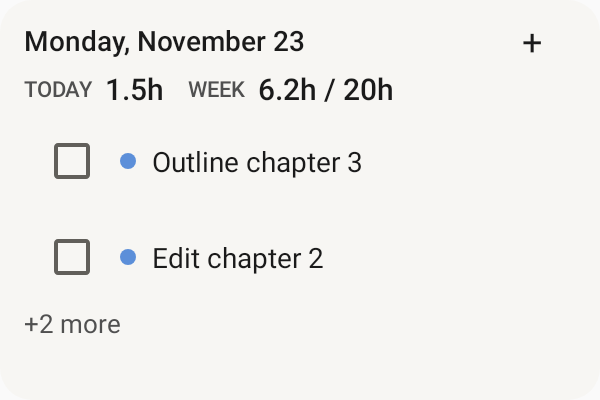 Monday, November 23 +
TODAY 1.5h WEEK 6.2h / 20h
Outline chapter 3
Edit chapter 2
+2 more